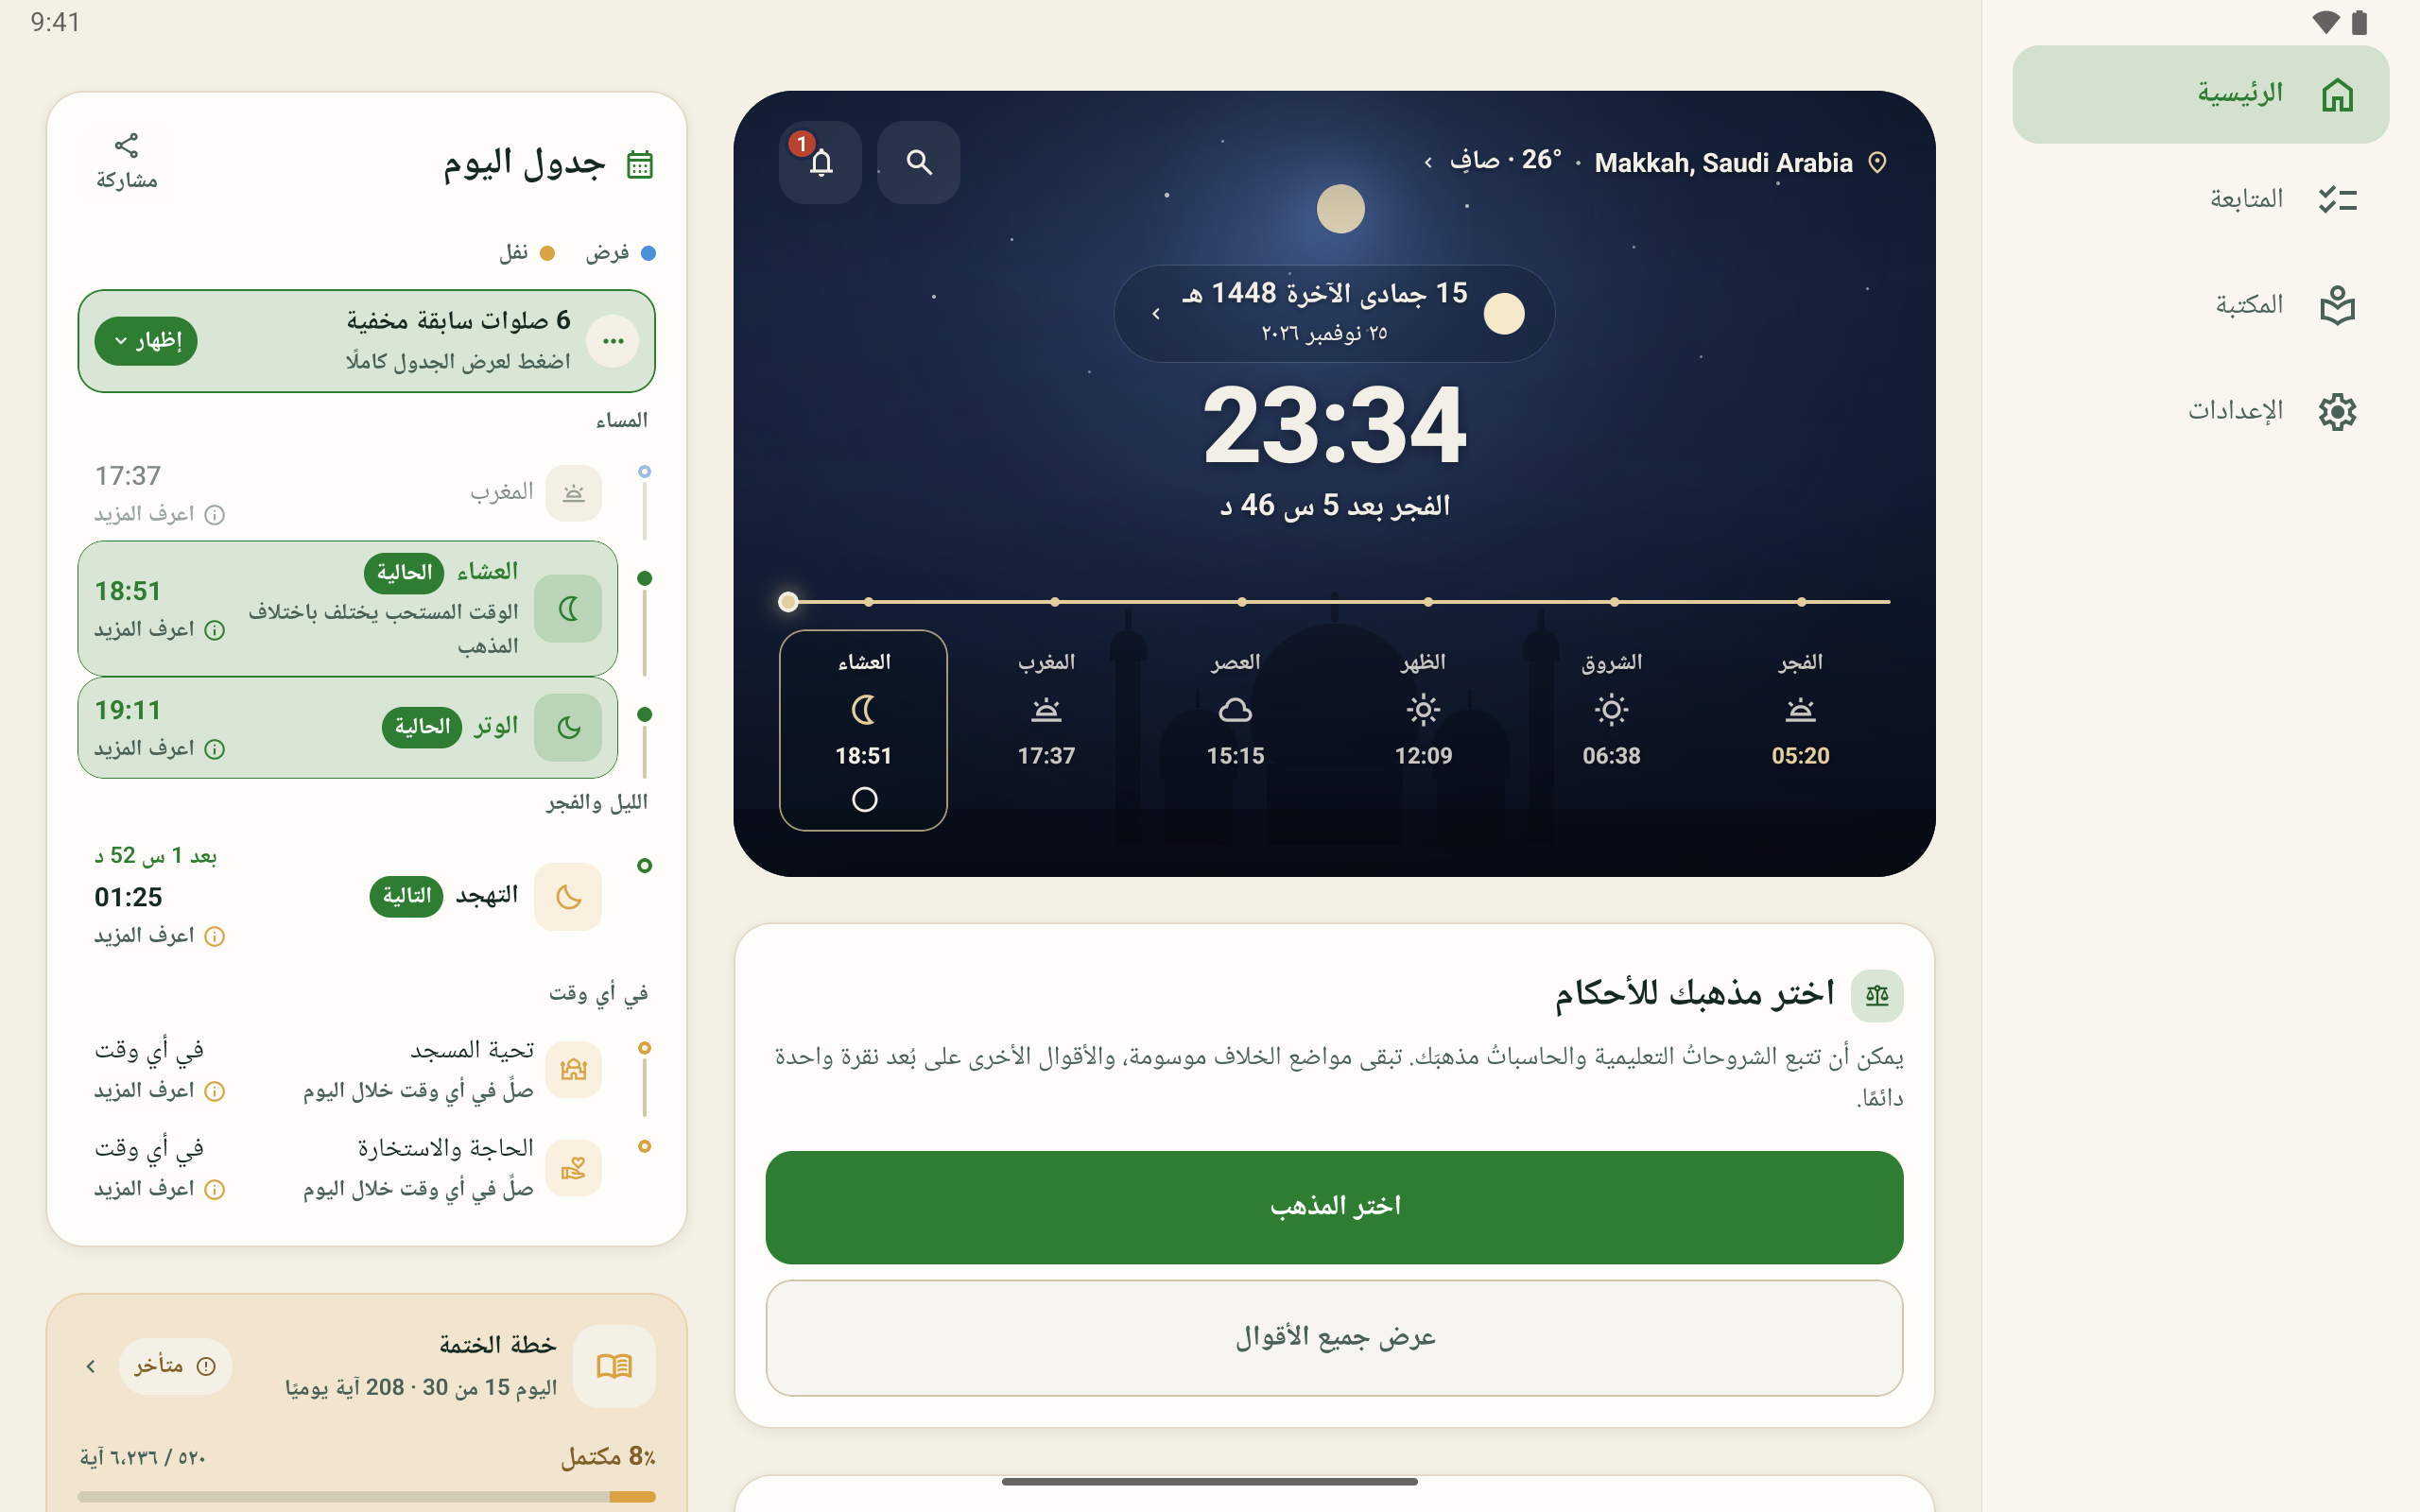 9:41
الرئيسية
المتابعة
المكتبة
الإعدادات
Makkah, Saudi Arabia · 26° · صافٍ
1
15 جمادى الآخرة 1448 هـ
٢٥ نوفمبر ٢٠٢٦
23:34
الفجر بعد 5 س 46 د
الفجر
05:20
الشروق
06:38
الظهر
12:09
العصر
15:15
المغرب
17:37
العشاء
18:51
اختر مذهبك للأحكام
يمكن أن تتبع الشروحاتُ التعليمية والحاسباتُ مذهبَك. تبقى مواضع الخلاف موسومة، والأقوال الأخرى على بُعد نقرة واحدة
دائمًا.
اختر المذهب
عرض جميع الأقوال
جدول اليوم
مشاركة
فرض
نفل
6 صلوات سابقة مخفية
اضغط لعرض الجدول كاملًا
إظهار
المساء
المغرب
17:37
اعرف المزيد
العشاء الحالية
الوقت المستحب يختلف باختلاف
المذهب
18:51
اعرف المزيد
الوتر الحالية
19:11
اعرف المزيد
الليل والفجر
التهجد التالية
بعد 1 س 52 د
01:25
اعرف المزيد
في أي وقت
تحية المسجد
صلِّ في أي وقت خلال اليوم
في أي وقت
اعرف المزيد
الحاجة والاستخارة
صلِّ في أي وقت خلال اليوم
في أي وقت
اعرف المزيد
خطة الختمة
اليوم 15 من 30 · 208 آية يوميًا
متأخر
8٪ مكتمل
٥٢٠ / ٦،٢٣٦ آية